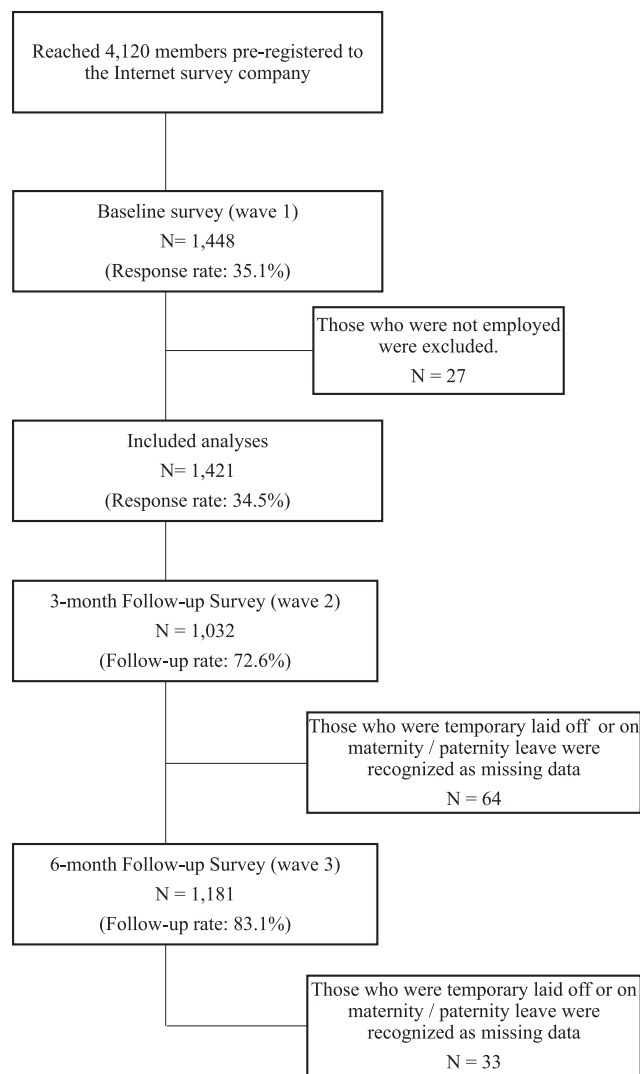 Reached 4,120 members pre-registered to
the Internet survey company
Baseline survey (wave 1)
N= 1,448
(Response rate: 35.1%)
Those who were not employed
were excluded.
N = 27
Included analyses
N= 1,421
(Response rate: 34.5%)
3-month Follow-up Survey (wave 2)
N = 1,032
(Follow-up rate: 72.6%)
Those who were temporary laid off or on
maternity / paternity leave were
recognized as missing data
N = 64
6-month Follow-up Survey (wave 3)
N = 1,181
(Follow-up rate: 83.1%)
Those who were temporary laid off or on
maternity / paternity leave were
recognized as missing data
N = 33